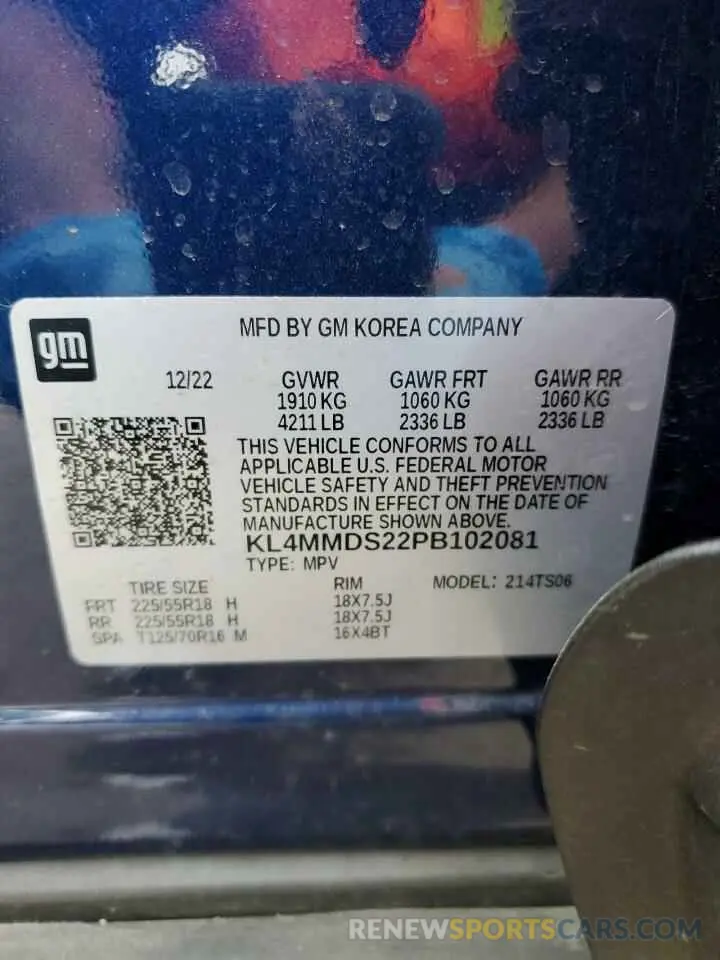 gm
MFD BY GM KOREA COMPANY
12/22 GVWR GAWR FRT GAWR RR
1910 KG 1060 KG 1060 KG
4211 LB 2336 LB 2336 LB
THIS VEHICLE CONFORMS TO ALL
APPLICABLE U.S. FEDERAL MOTOR
VEHICLE SAFETY AND THEFT PREVENTION
STANDARDS IN EFFECT ON THE DATE OF
MANUFACTURE SHOWN ABOVE.
KL4MMDS22PB102081
TYPE: MPV
TIRE SIZE RIM MODEL: 214TS06
FRT 225/55R18 H 18X7.5J
RR 225/55R18 H 18X7.5J
SPA T125/70R16 M 16X4BT
RENEWSPORTSCARS.COM